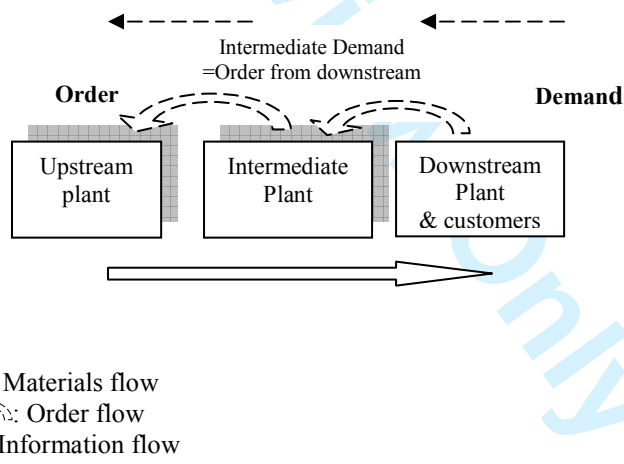 Intermediate Demand
=Order from downstream
Order
Demand
Upstream
plant
Intermediate
Plant
Downstream
Plant
& customers
Materials flow
: Order flow
Information flow
Only